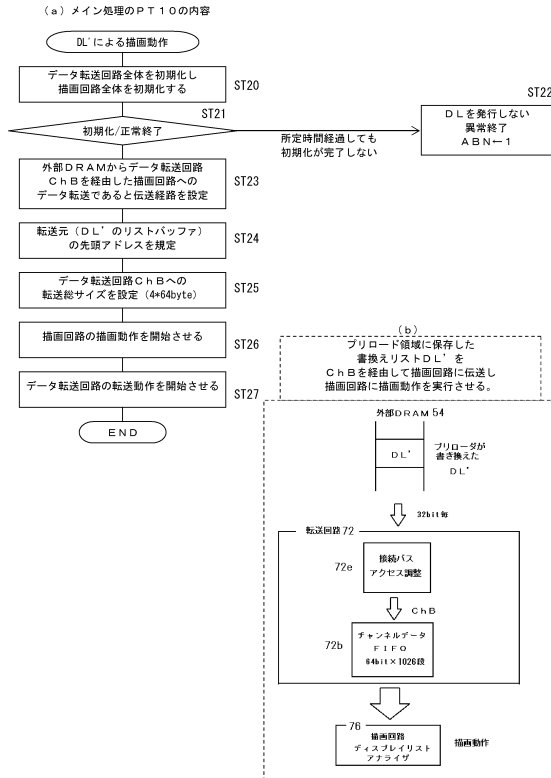 (a) メイン処理のPT10の内容
DL'による描画動作
データ転送回路全体を初期化し
描画回路全体を初期化する
ST20
ST21
初期化/正常終了
所定時間経過しても
初期化が完了しない
ST22
DLを発行しない
異常終了
ABN←1
外部DRAMからデータ転送回路
ChBを経由した描画回路への
データ転送であると伝送経路を設定
ST23
転送元(DL'のリストバッファ)
の先頭アドレスを規定
ST24
データ転送回路ChBへの
転送総サイズを設定 (4*64byte)
ST25
描画回路の描画動作を開始させる
ST26
データ転送回路の転送動作を開始させる
ST27
END
(b)
プリロード領域に保存した
書換えリストDL'を
ChBを経由して描画回路に伝送し
描画回路に描画動作を実行させる。
外部DRAM 54
DL'
プリローダが
書き換えた
DL'
32bit毎
転送回路 72
72e
接続バス
アクセス調整
ChB
72b
チャンネルデータ
FIFO
64bit×1026段
76
描画回路
ディスプレイリスト
アナライザ
描画動作